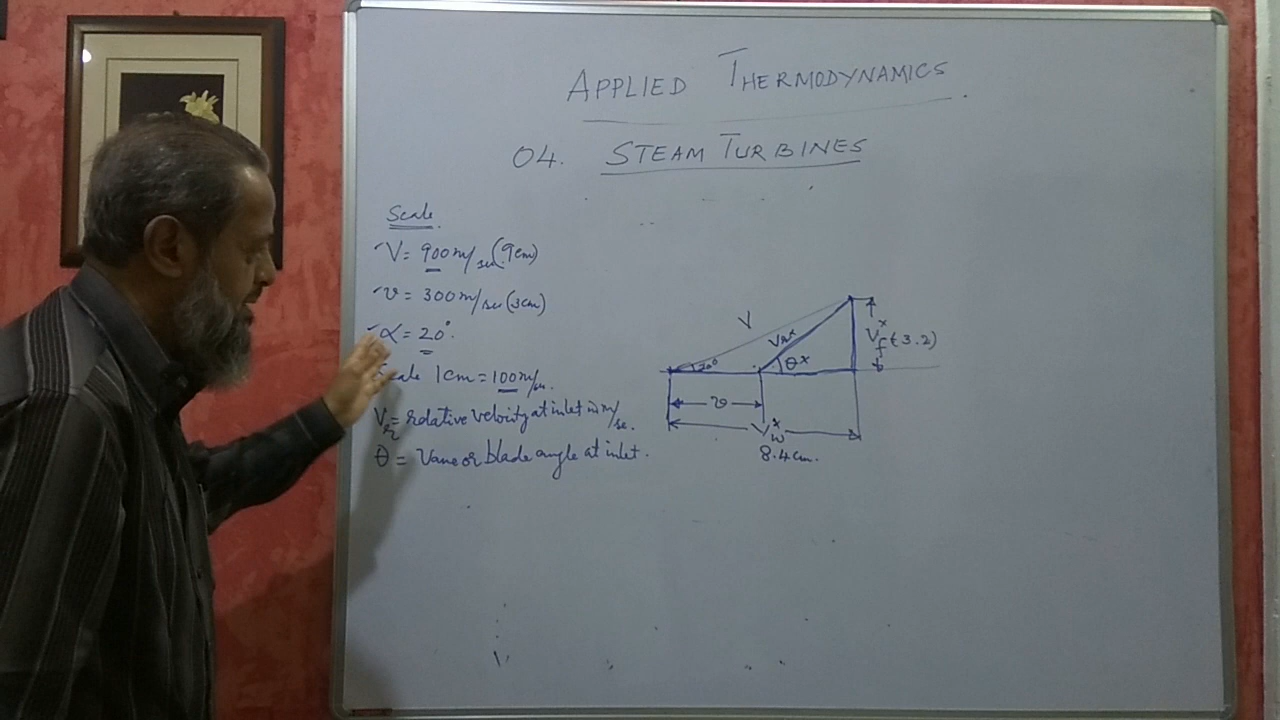 APPLIED THERMODYNAMICS.
04. STEAM TURBINES
Scale.
V = 900 m/sec (9cm)
v = 300 m/sec (3cm)
α = 20°.
Scale 1cm = 100 m/sec.
Vr = relative velocity at inlet in m/sec.
θ = Vane or blade angle at inlet.
V
Vr x
20°
θ x
Vf x (3.2)
v
Vw x
8.4 cm.